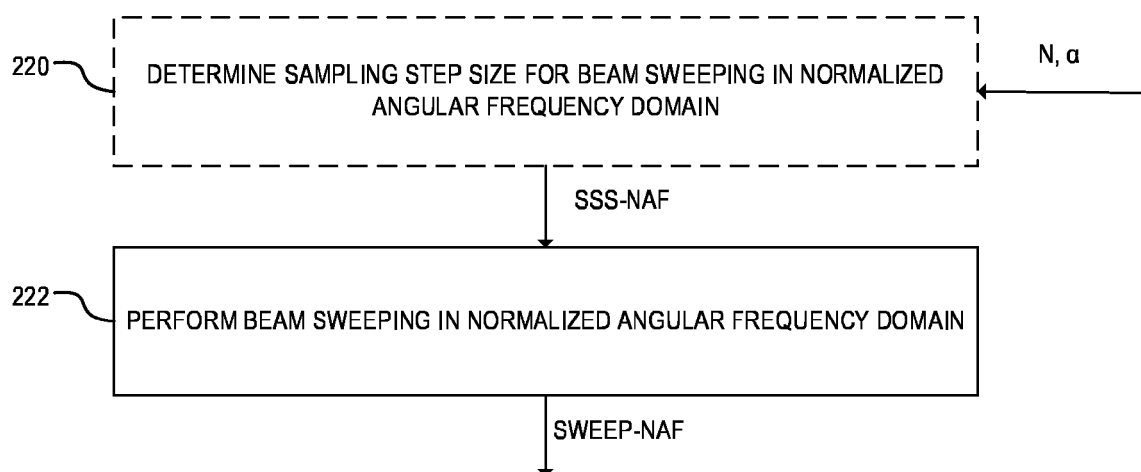 220
DETERMINE SAMPLING STEP SIZE FOR BEAM SWEEPING IN NORMALIZED
ANGULAR FREQUENCY DOMAIN
N, α
SSS-NAF
222
PERFORM BEAM SWEEPING IN NORMALIZED ANGULAR FREQUENCY DOMAIN
SWEEP-NAF